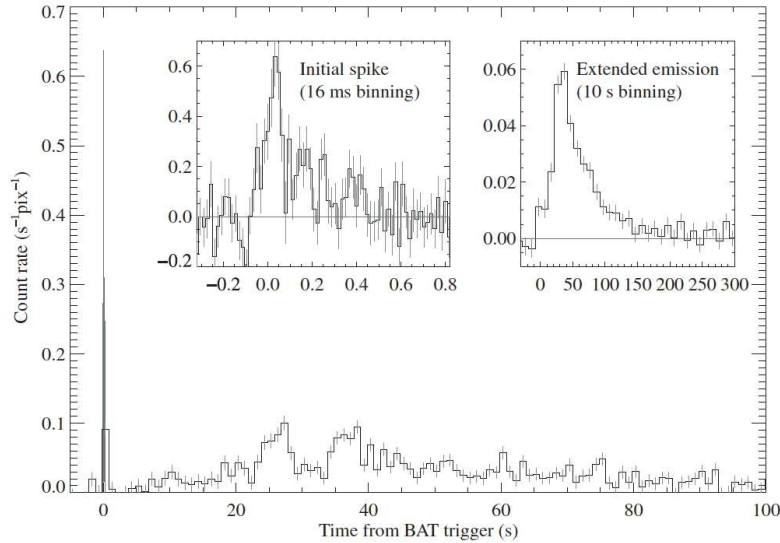 0.7
0.6
0.5
0.4
0.3
0.2
0.1
0.0
Count rate (s⁻¹pix⁻¹)
0.6
0.4
0.2
0.0
−0.2
Initial spike
(16 ms binning)
−0.2 0.0 0.2 0.4 0.6 0.8
0.06
0.04
0.02
0.00
Extended emission
(10 s binning)
0 50 100 150 200 250 300
0 20 40 60 80 100
Time from BAT trigger (s)